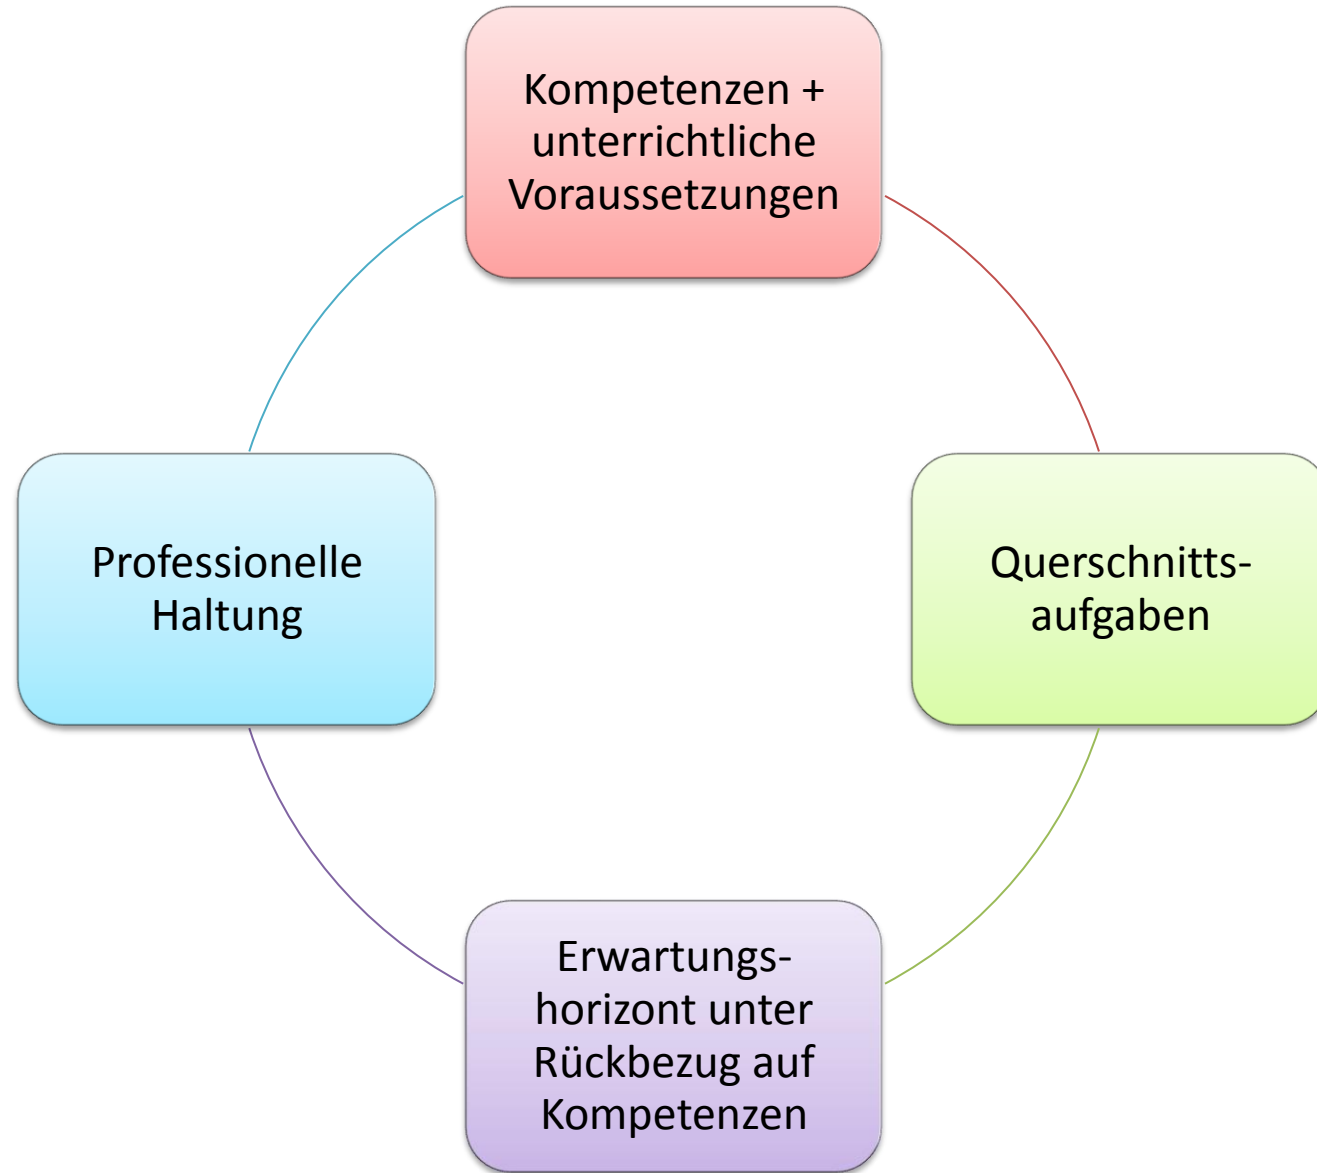 Kompetenzen +
unterrichtliche
Voraussetzungen
Professionelle
Haltung
Querschnitts-
aufgaben
Erwartungs-
horizont unter
Rückbezug auf
Kompetenzen